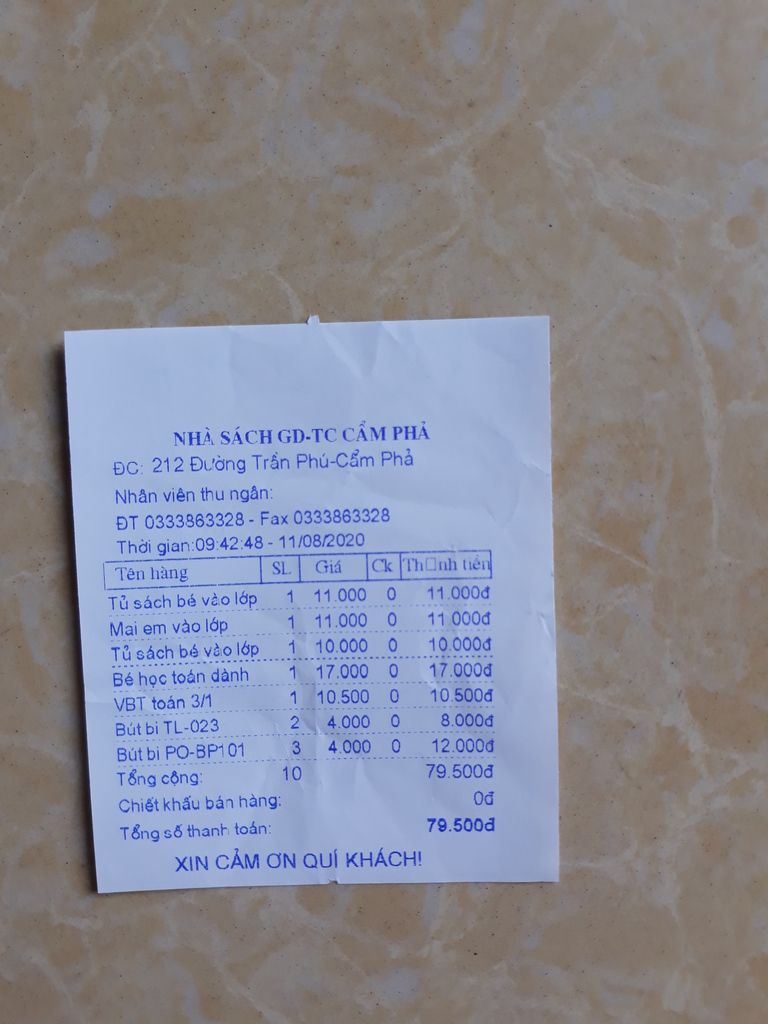 NHÀ SÁCH GD-TC CẨM PHẢ
ĐC: 212 Đường Trần Phú-Cẩm Phả
Nhân viên thu ngân:
ĐT 0333863328 - Fax 0333863328
Thời gian:09:42:48 - 11/08/2020
Tên hàng SL Giá Ck Th□nh tiền
Tủ sách bé vào lớp 1 11.000 0 11.000đ
Mai em vào lớp 1 11.000 0 11.000đ
Tủ sách bé vào lớp 1 10.000 0 10.000đ
Bé học toán dành 1 17.000 0 17.000đ
VBT toán 3/1 1 10.500 0 10.500đ
Bút bi TL-023 2 4.000 0 8.000đ
Bút bi PO-BP101 3 4.000 0 12.000đ
Tổng cộng: 10 79.500đ
Chiết khấu bán hàng: 0đ
Tổng số thanh toán: 79.500đ
XIN CẢM ƠN QUÍ KHÁCH!